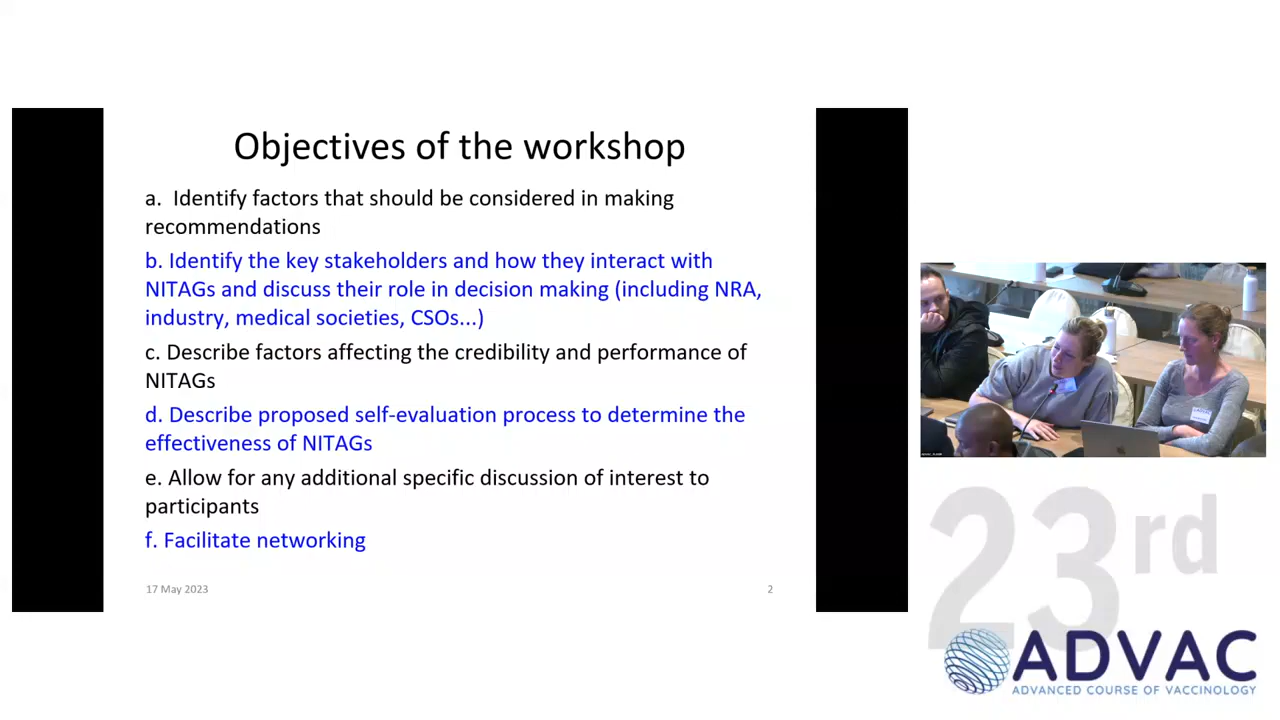 Objectives of the workshop
a. Identify factors that should be considered in making
recommendations
b. Identify the key stakeholders and how they interact with
NITAGs and discuss their role in decision making (including NRA,
industry, medical societies, CSOs...)
c. Describe factors affecting the credibility and performance of
NITAGs
d. Describe proposed self-evaluation process to determine the
effectiveness of NITAGs
e. Allow for any additional specific discussion of interest to
participants
f. Facilitate networking
17 May 2023
2
23rd
ADVAC
ADVANCED COURSE OF VACCINOLOGY